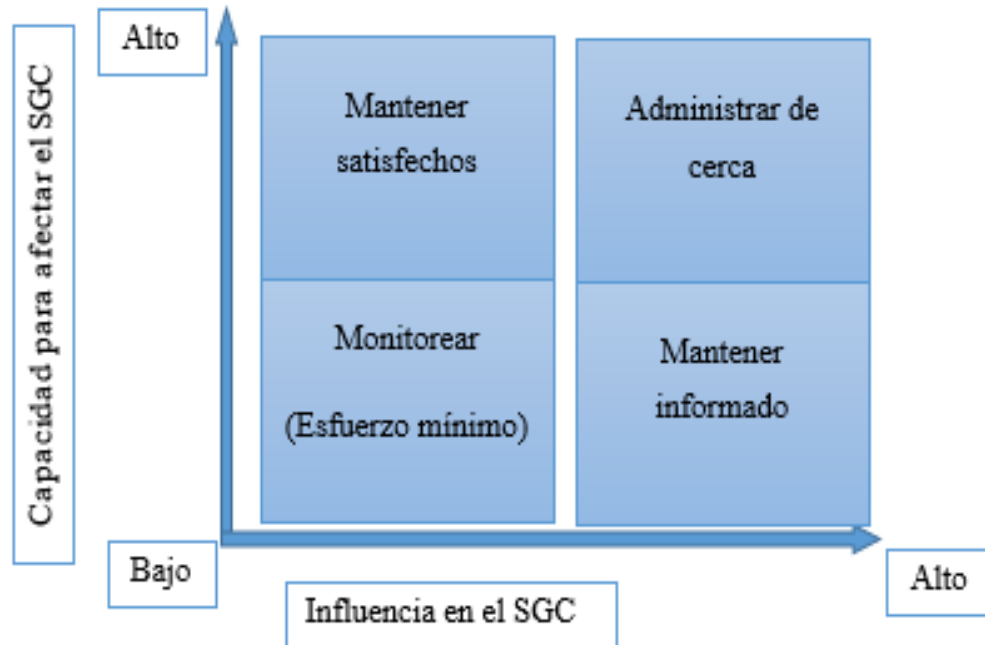 Capacidad para afectar el SGC
Alto
Mantener
satisfechos
Administrar de
cerca
Monitorear
(Esfuerzo mínimo)
Mantener
informado
Bajo
Influencia en el SGC
Alto